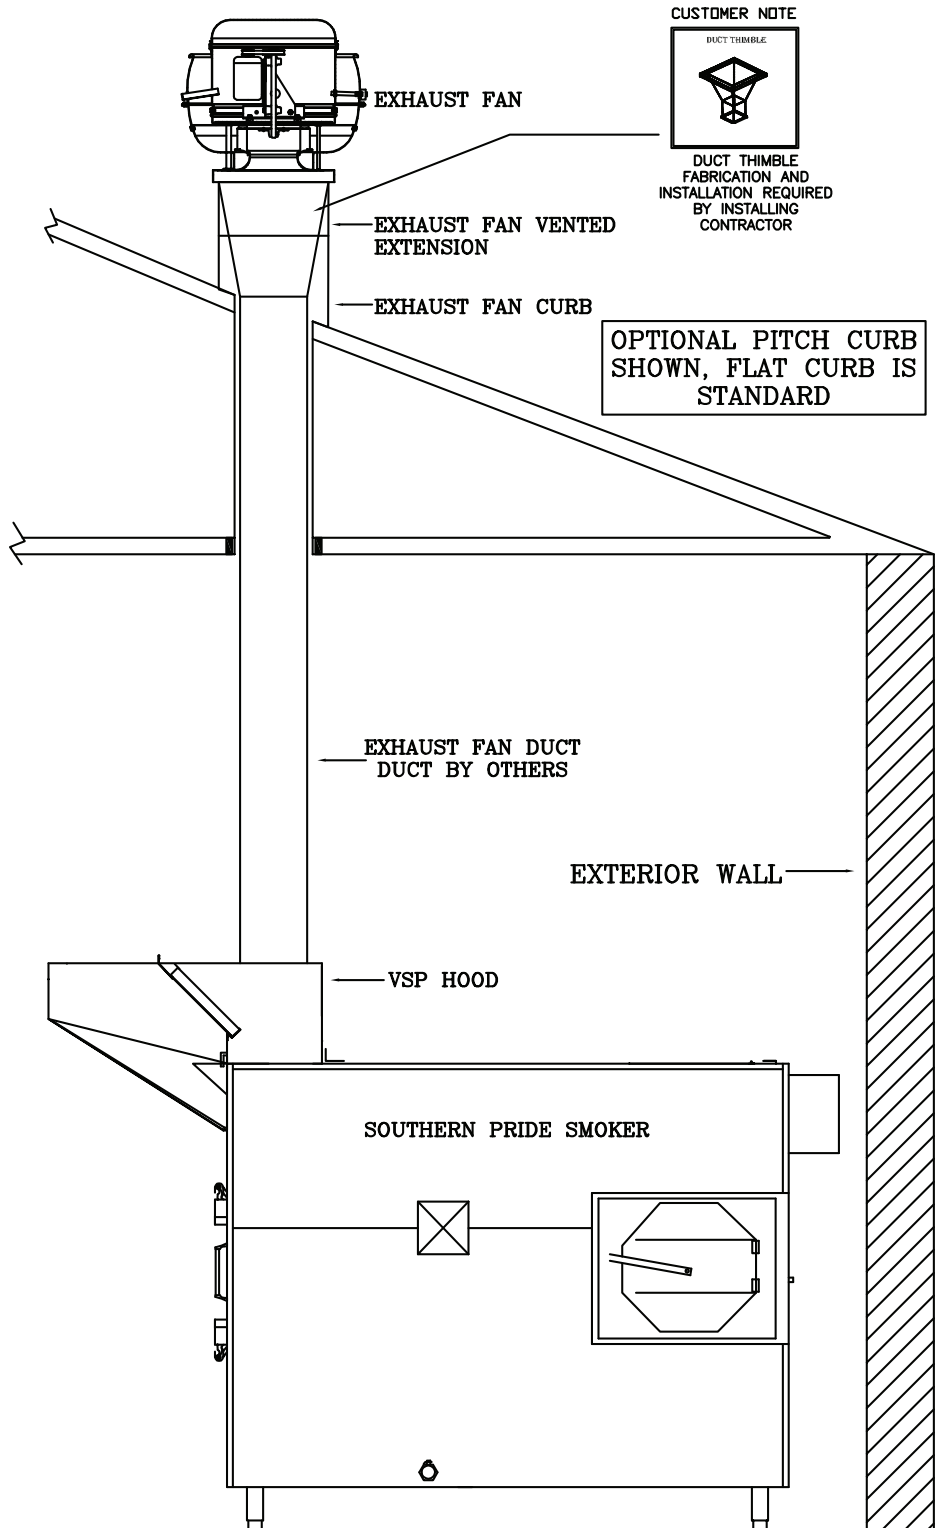 CUSTOMER NOTE
DUCT THIMBLE
DUCT THIMBLE
FABRICATION AND
INSTALLATION REQUIRED
BY INSTALLING
CONTRACTOR
EXHAUST FAN
EXHAUST FAN VENTED
EXTENSION
EXHAUST FAN CURB
OPTIONAL PITCH CURB
SHOWN, FLAT CURB IS
STANDARD
EXHAUST FAN DUCT
DUCT BY OTHERS
EXTERIOR WALL
VSP HOOD
SOUTHERN PRIDE SMOKER